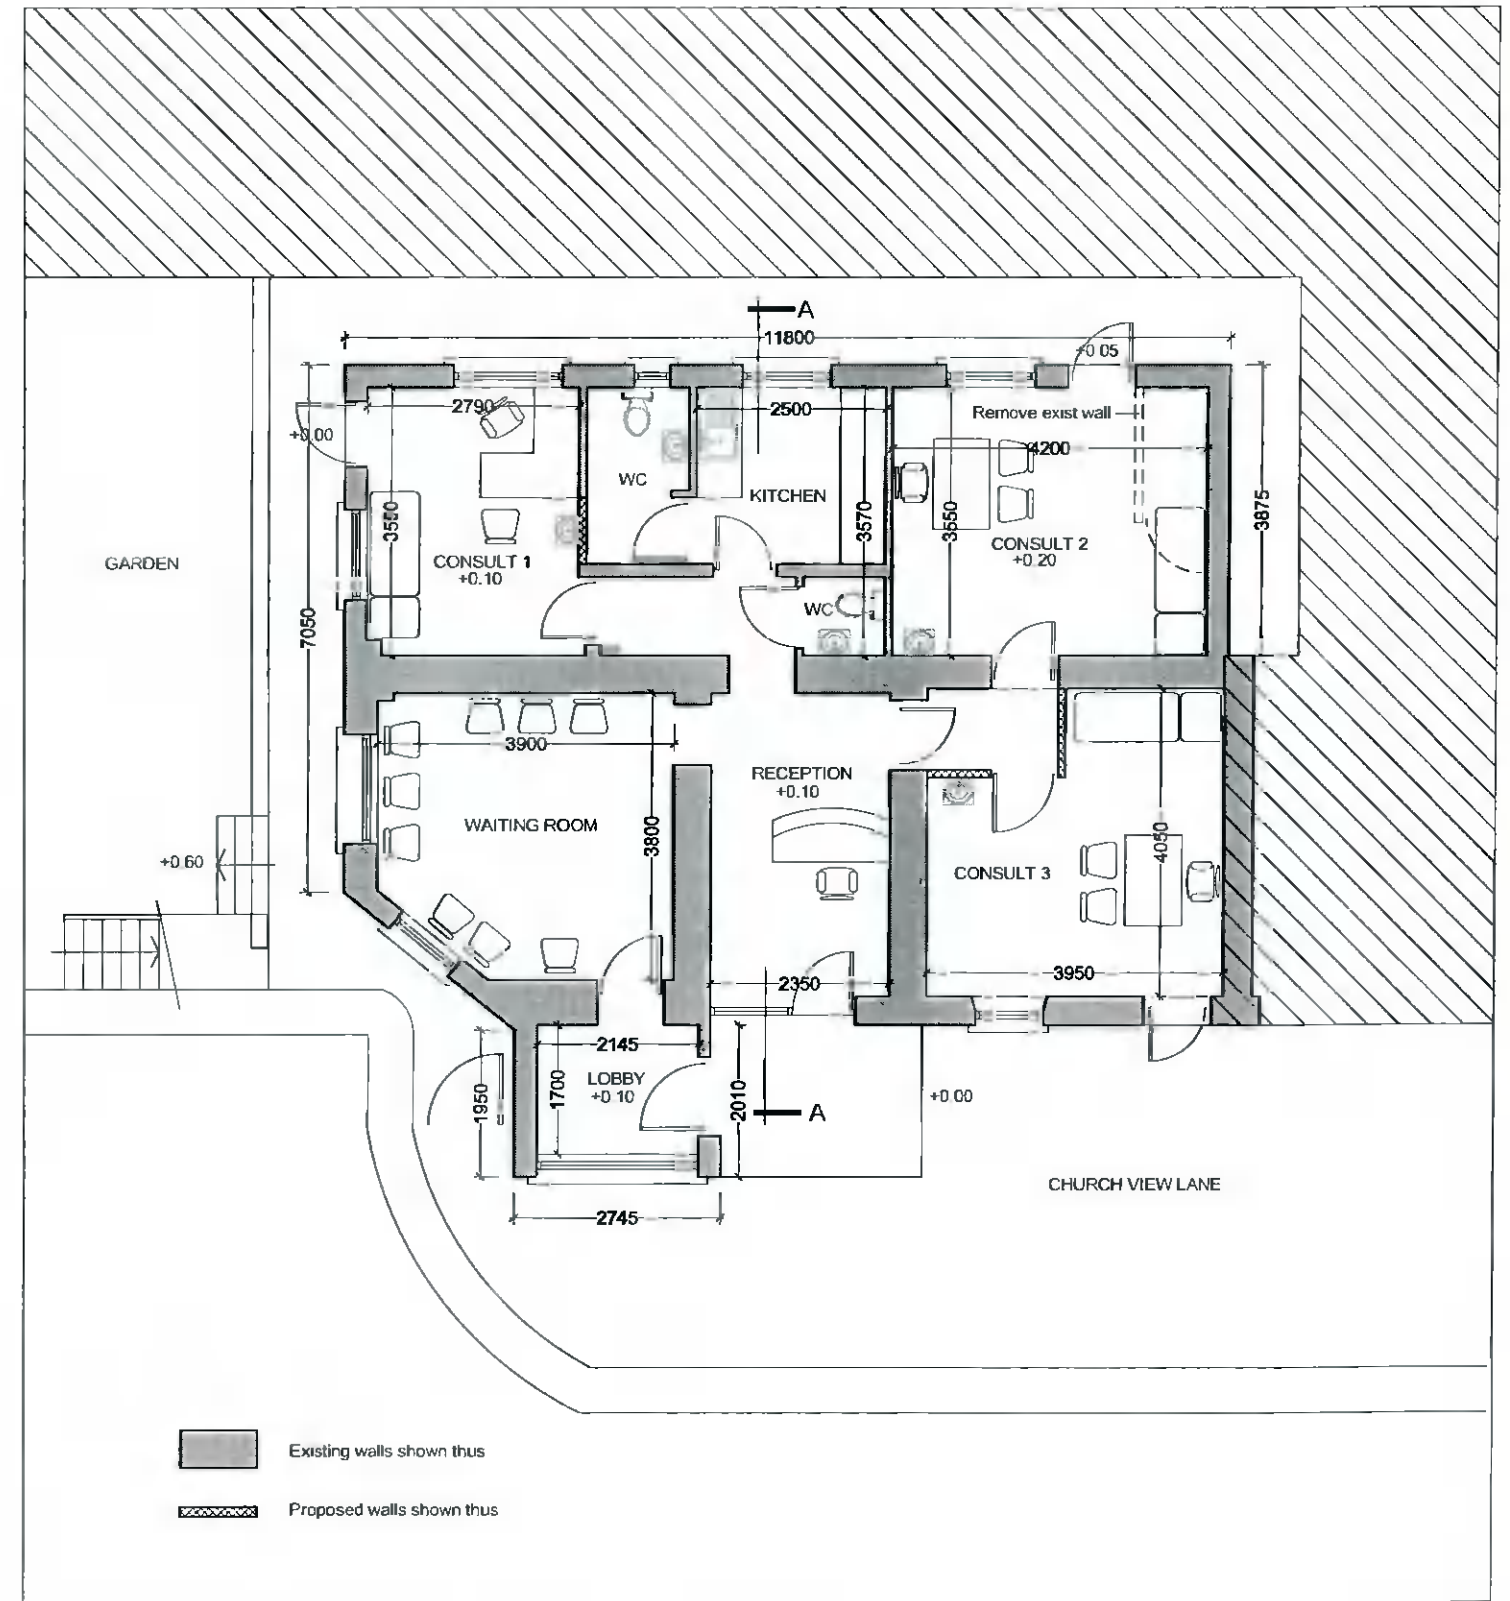 A
11800
+0.05
2790
2500
Remove exist wall
4200
+0.00
WC
KITCHEN
3550
3570
3550
3875
CONSULT 2
+0.20
CONSULT 1
+0.10
GARDEN
WC
7050
3900
RECEPTION
+0.10
WAITING ROOM
3800
4050
+0.60
CONSULT 3
3950
2350
2145
LOBBY
+0.10
1950
1700
2010
A
+0.00
CHURCH VIEW LANE
2745
Existing walls shown thus
Proposed walls shown thus